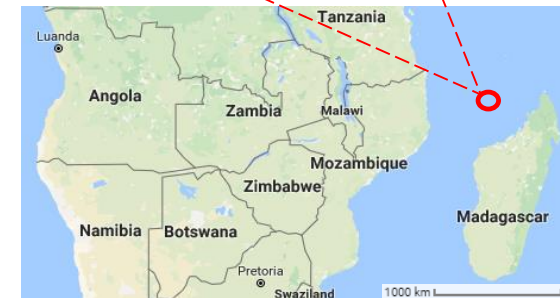 Tanzania
Luanda
Angola
Zambia
Malawi
Mozambique
Zimbabwe
Madagascar
Namibia
Botswana
Pretoria
Swaziland
1000 km